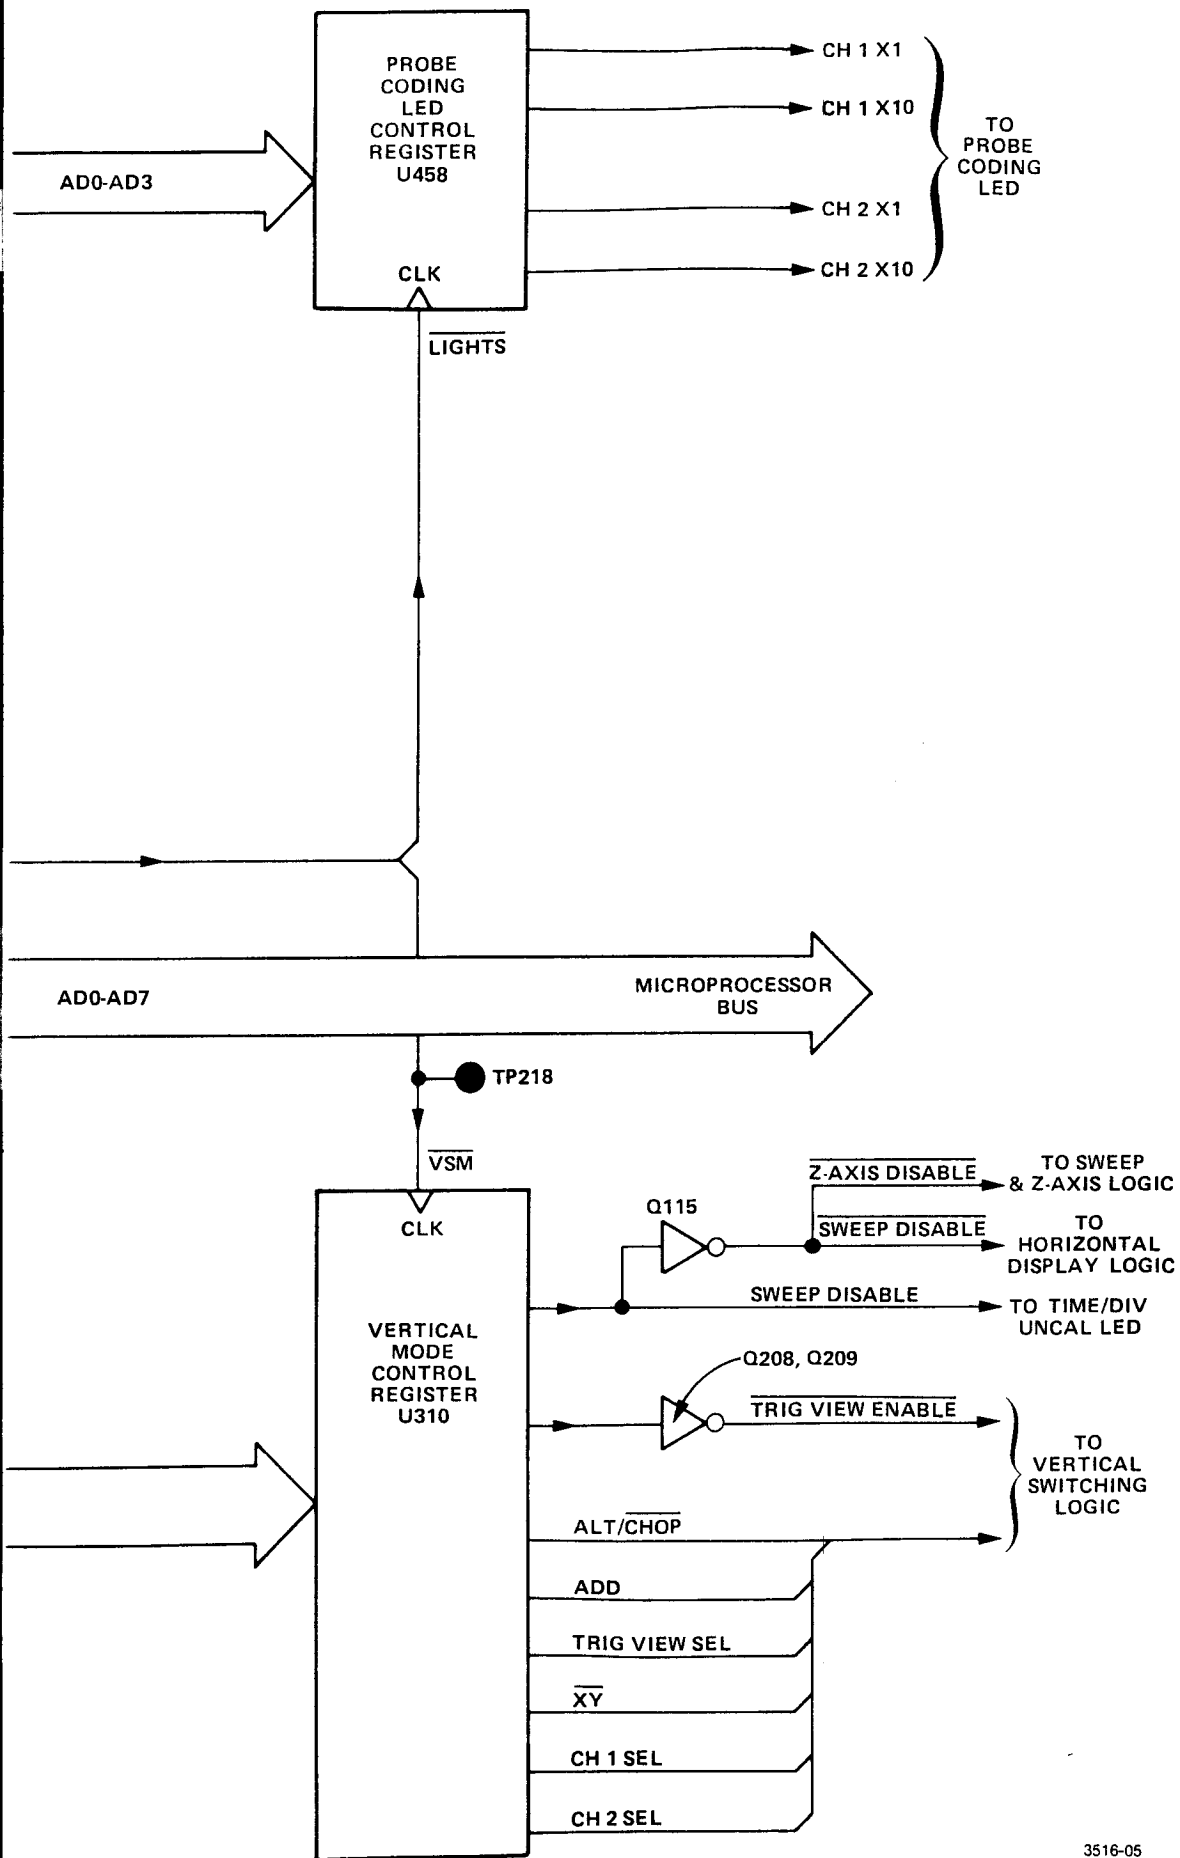 PROBE
CODING
LED
CONTROL
REGISTER
U458
CLK
AD0-AD3
CH 1 X1
CH 1 X10
CH 2 X1
CH 2 X10
TO
PROBE
CODING
LED
LIGHTS
AD0-AD7
MICROPROCESSOR
BUS
TP218
VSM
CLK
VERTICAL
MODE
CONTROL
REGISTER
U310
Q115
Z-AXIS DISABLE
TO SWEEP
& Z-AXIS LOGIC
SWEEP DISABLE
TO
HORIZONTAL
DISPLAY LOGIC
SWEEP DISABLE
TO TIME/DIV
UNCAL LED
Q208, Q209
TRIG VIEW ENABLE
TO
VERTICAL
SWITCHING
LOGIC
ALT/CHOP
ADD
TRIG VIEW SEL
XY
CH 1 SEL
CH 2 SEL
3516-05